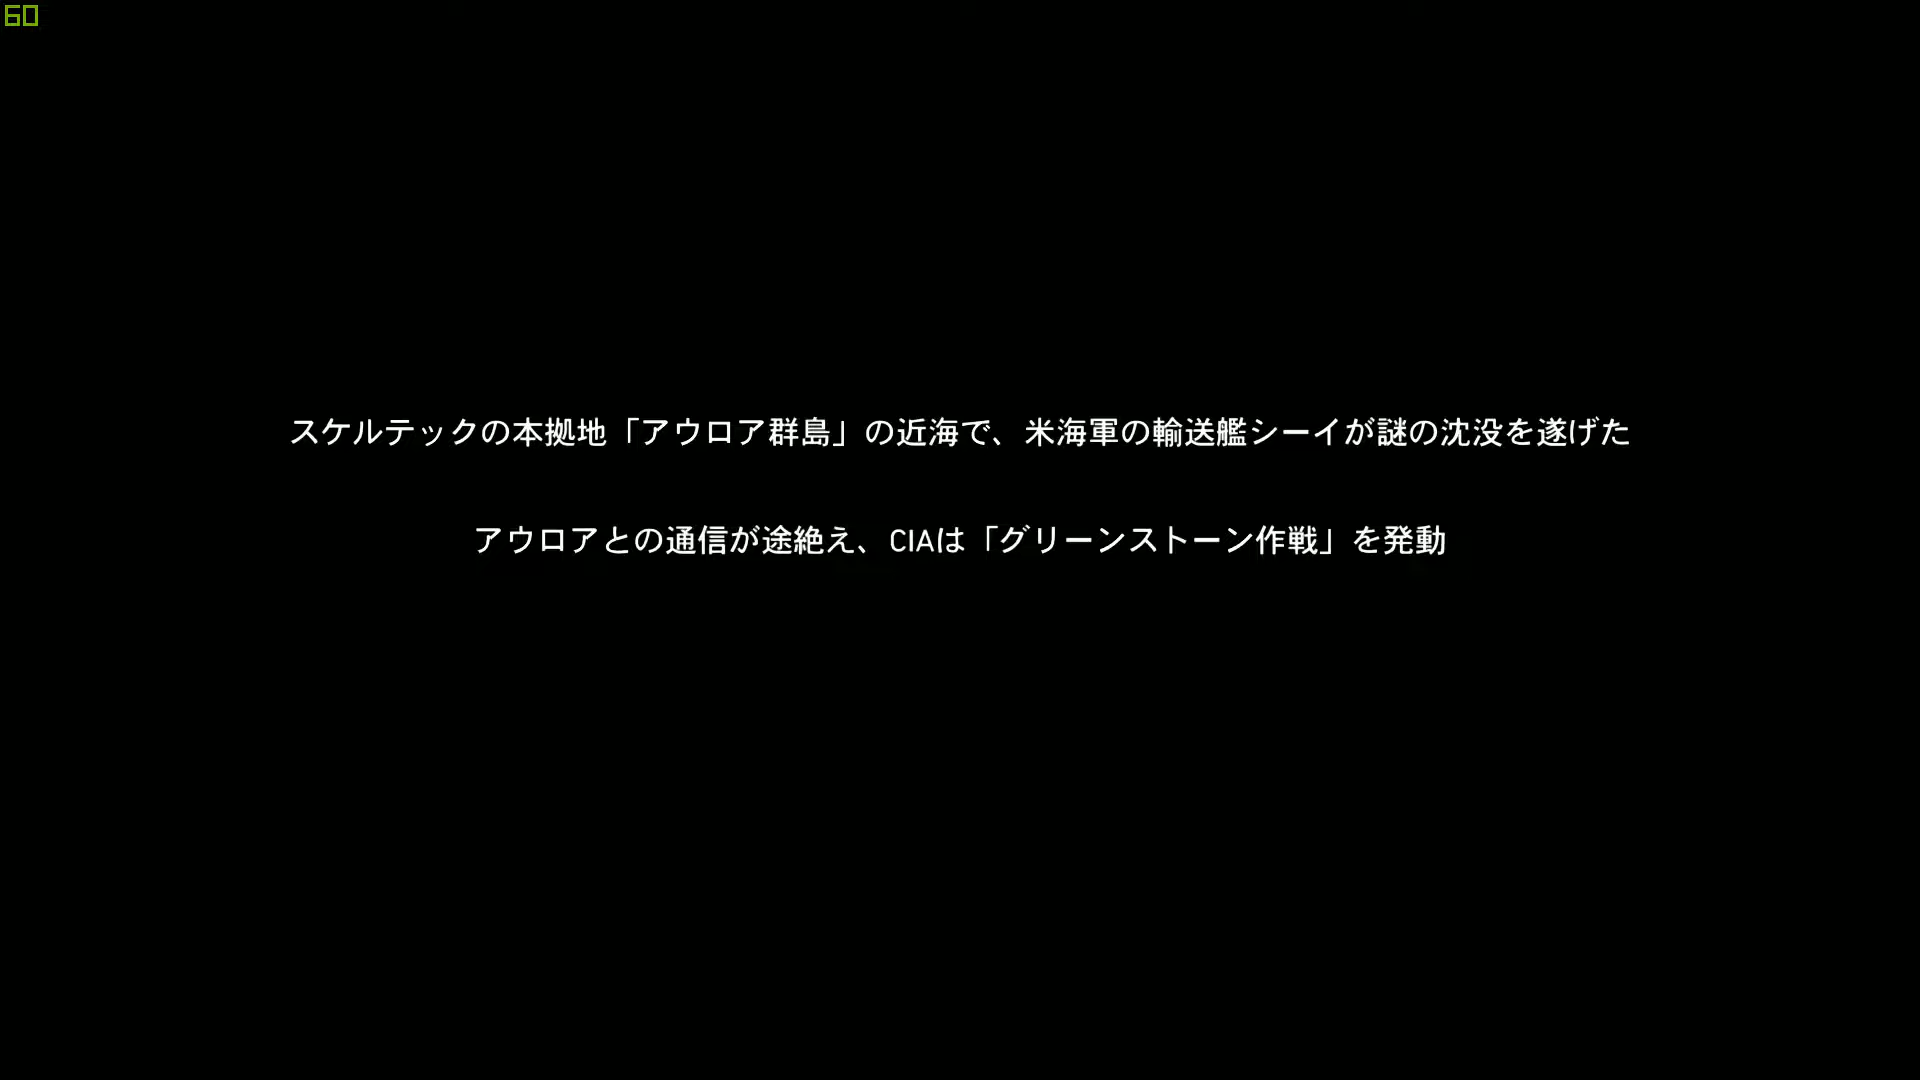 60
スケルテックの本拠地「アウロア群島」の近海で、米海軍の輸送艦シーイが謎の沈没を遂げた
アウロアとの通信が途絶え、CIAは「グリーンストーン作戦」を発動